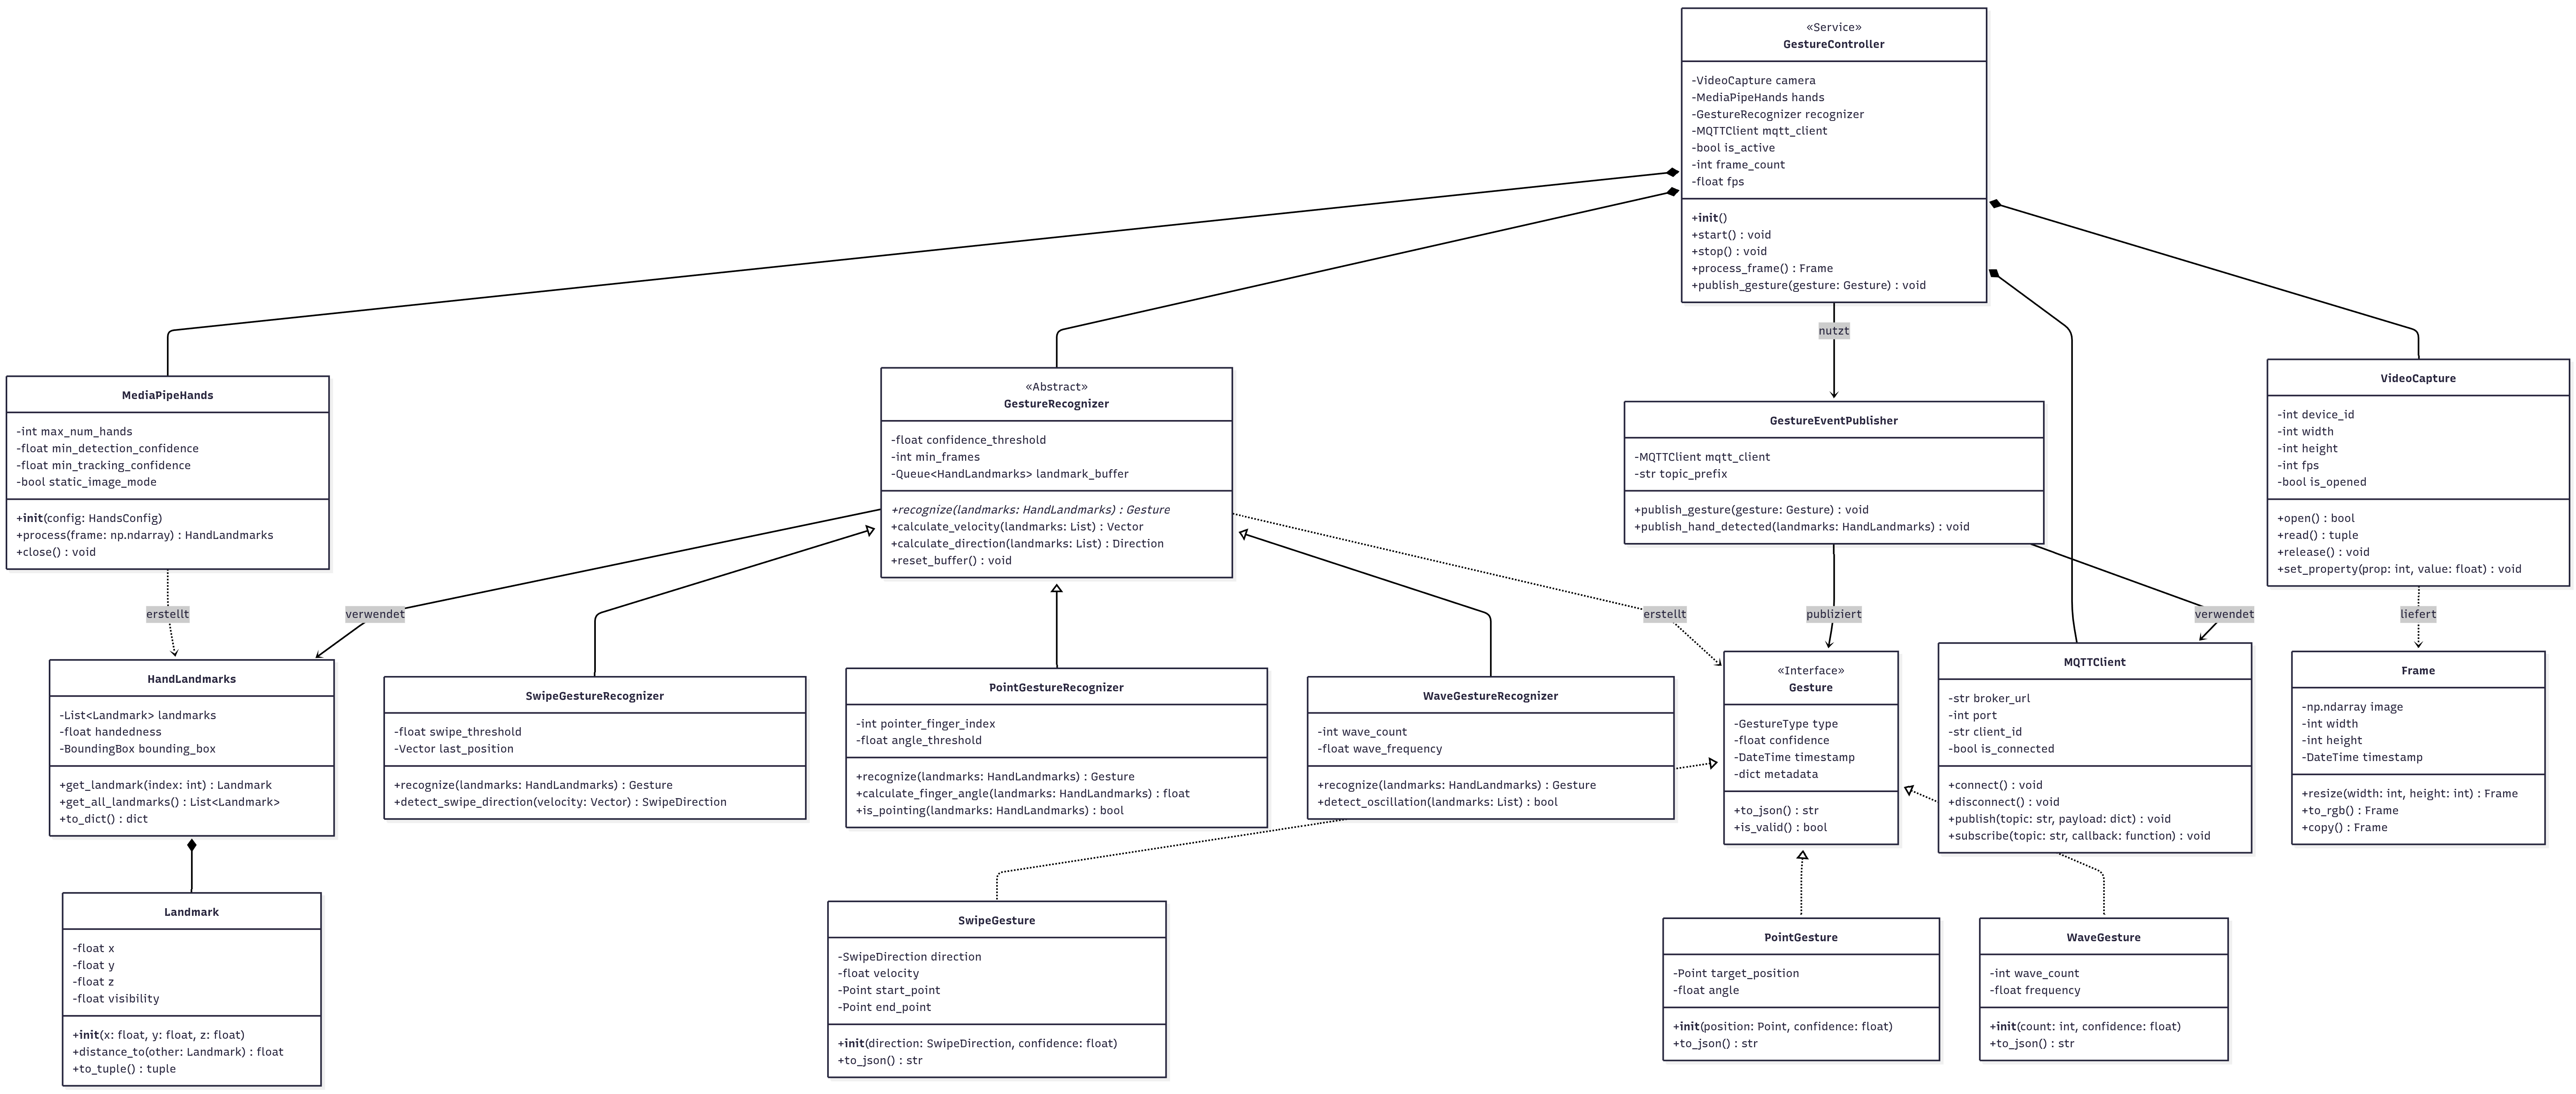 «Service»
GestureController
-VideoCapture camera
-MediaPipeHands hands
-GestureRecognizer recognizer
-MQTTClient mqtt_client
-bool is_active
-int frame_count
-float fps
+init()
+start() : void
+stop() : void
+process_frame() : Frame
+publish_gesture(gesture: Gesture) : void
nutzt
MediaPipeHands
-int max_num_hands
-float min_detection_confidence
-float min_tracking_confidence
-bool static_image_mode
+init(config: HandsConfig)
+process(frame: np.ndarray) : HandLandmarks
+close() : void
«Abstract»
GestureRecognizer
-float confidence_threshold
-int min_frames
-Queue<HandLandmarks> landmark_buffer
+recognize(landmarks: HandLandmarks) : Gesture
+calculate_velocity(landmarks: List) : Vector
+calculate_direction(landmarks: List) : Direction
+reset_buffer() : void
GestureEventPublisher
-MQTTClient mqtt_client
-str topic_prefix
+publish_gesture(gesture: Gesture) : void
+publish_hand_detected(landmarks: HandLandmarks) : void
VideoCapture
-int device_id
-int width
-int height
-int fps
-bool is_opened
+open() : bool
+read() : tuple
+release() : void
+set_property(prop: int, value: float) : void
erstellt
verwendet
erstellt
publiziert
verwendet
liefert
HandLandmarks
-List<Landmark> landmarks
-float handedness
-BoundingBox bounding_box
+get_landmark(index: int) : Landmark
+get_all_landmarks() : List<Landmark>
+to_dict() : dict
SwipeGestureRecognizer
-float swipe_threshold
-Vector last_position
+recognize(landmarks: HandLandmarks) : Gesture
+detect_swipe_direction(velocity: Vector) : SwipeDirection
PointGestureRecognizer
-int pointer_finger_index
-float angle_threshold
+recognize(landmarks: HandLandmarks) : Gesture
+calculate_finger_angle(landmarks: HandLandmarks) : float
+is_pointing(landmarks: HandLandmarks) : bool
WaveGestureRecognizer
-int wave_count
-float wave_frequency
+recognize(landmarks: HandLandmarks) : Gesture
+detect_oscillation(landmarks: List) : bool
«Interface»
Gesture
-GestureType type
-float confidence
-DateTime timestamp
-dict metadata
+to_json() : str
+is_valid() : bool
MQTTClient
-str broker_url
-int port
-str client_id
-bool is_connected
+connect() : void
+disconnect() : void
+publish(topic: str, payload: dict) : void
+subscribe(topic: str, callback: function) : void
Frame
-np.ndarray image
-int width
-int height
-DateTime timestamp
+resize(width: int, height: int) : Frame
+to_rgb() : Frame
+copy() : Frame
Landmark
-float x
-float y
-float z
-float visibility
+init(x: float, y: float, z: float)
+distance_to(other: Landmark) : float
+to_tuple() : tuple
SwipeGesture
-SwipeDirection direction
-float velocity
-Point start_point
-Point end_point
+init(direction: SwipeDirection, confidence: float)
+to_json() : str
PointGesture
-Point target_position
-float angle
+init(position: Point, confidence: float)
+to_json() : str
WaveGesture
-int wave_count
-float frequency
+init(count: int, confidence: float)
+to_json() : str